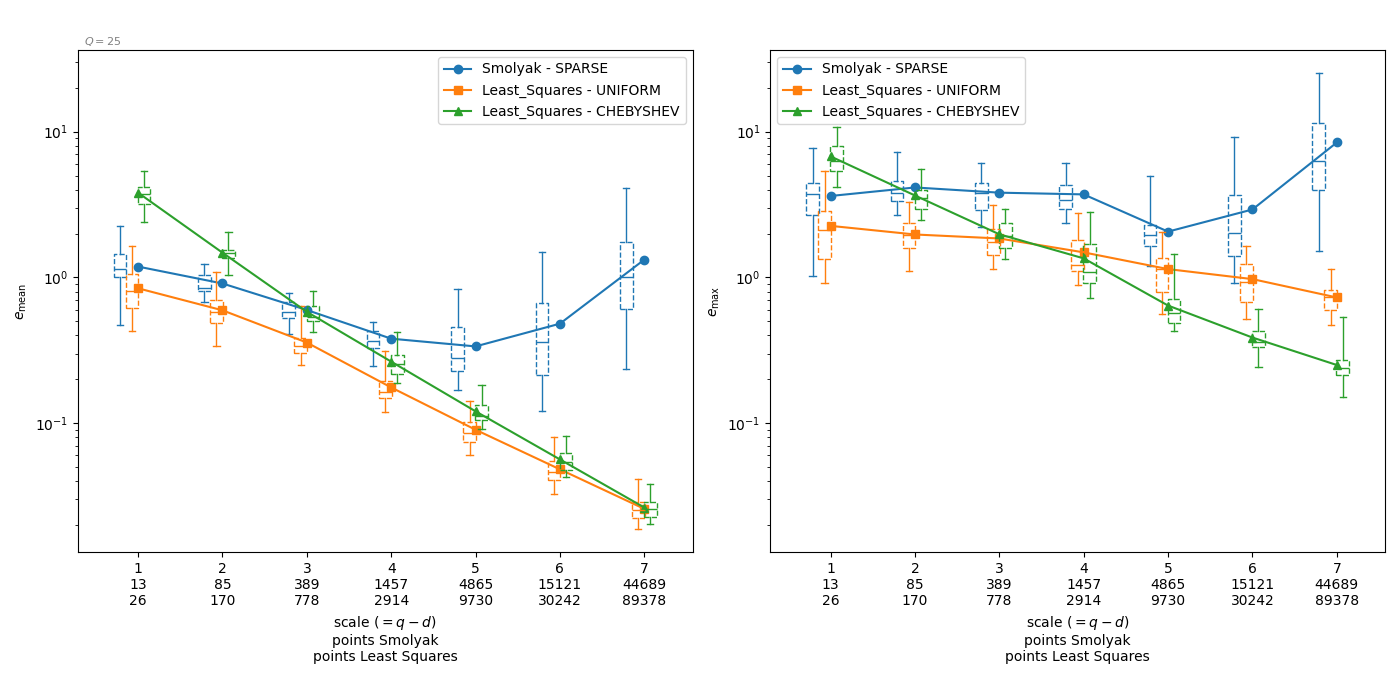 Q = 25
Smolyak - SPARSE
Least_Squares - UNIFORM
Least_Squares - CHEBYSHEV
10¹
10⁰
10⁻¹
e_mean
1 2 3 4 5 6 7
13 85 389 1457 4865 15121 44689
26 170 778 2914 9730 30242 89378
scale (= q − d)
points Smolyak
points Least Squares
Smolyak - SPARSE
Least_Squares - UNIFORM
Least_Squares - CHEBYSHEV
10¹
10⁰
10⁻¹
e_max
1 2 3 4 5 6 7
13 85 389 1457 4865 15121 44689
26 170 778 2914 9730 30242 89378
scale (= q − d)
points Smolyak
points Least Squares